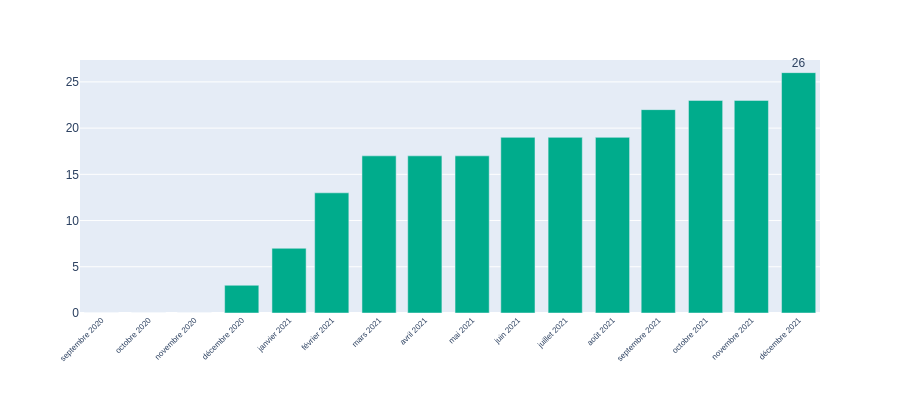 26
25
20
15
10
5
0
septembre 2020
octobre 2020
novembre 2020
décembre 2020
janvier 2021
février 2021
mars 2021
avril 2021
mai 2021
juin 2021
juillet 2021
août 2021
septembre 2021
octobre 2021
novembre 2021
décembre 2021